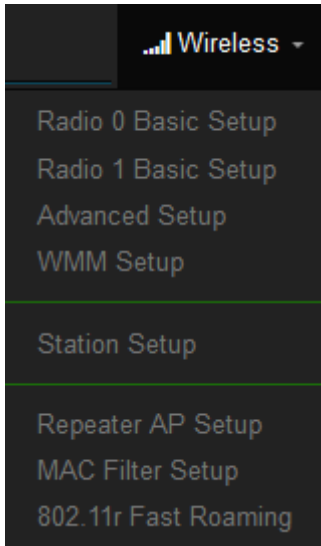 Wireless
Radio 0 Basic Setup
Radio 1 Basic Setup
Advanced Setup
WMM Setup
Station Setup
Repeater AP Setup
MAC Filter Setup
802.11r Fast Roaming